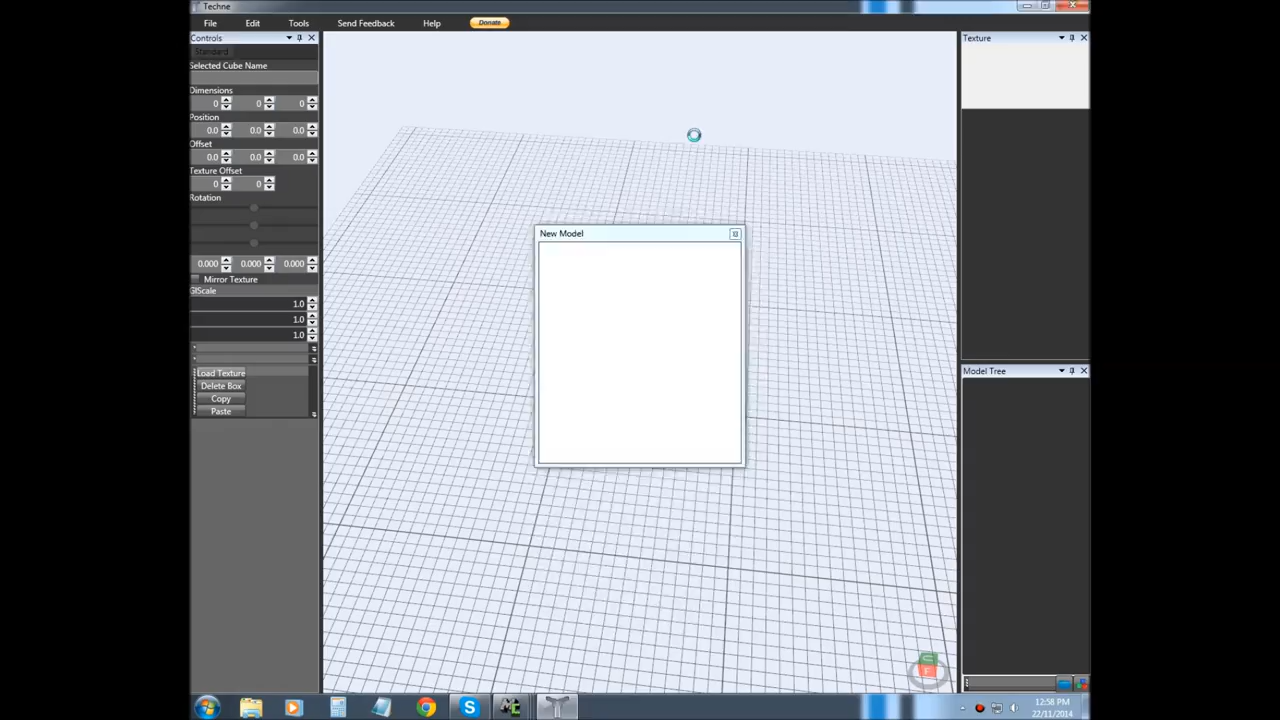 Techne
File Edit Tools Send Feedback Help Donate
Controls
Standard
Selected Cube Name
Dimensions
0 0 0
Position
0.0 0.0 0.0
Offset
0.0 0.0 0.0
Texture Offset
0 0
Rotation
0.000 0.000 0.000
Mirror Texture
GlScale
1.0
1.0
1.0
Load Texture
Delete Box
Copy
Paste
New Model
Texture
Model Tree
12:58 PM
22/11/2014